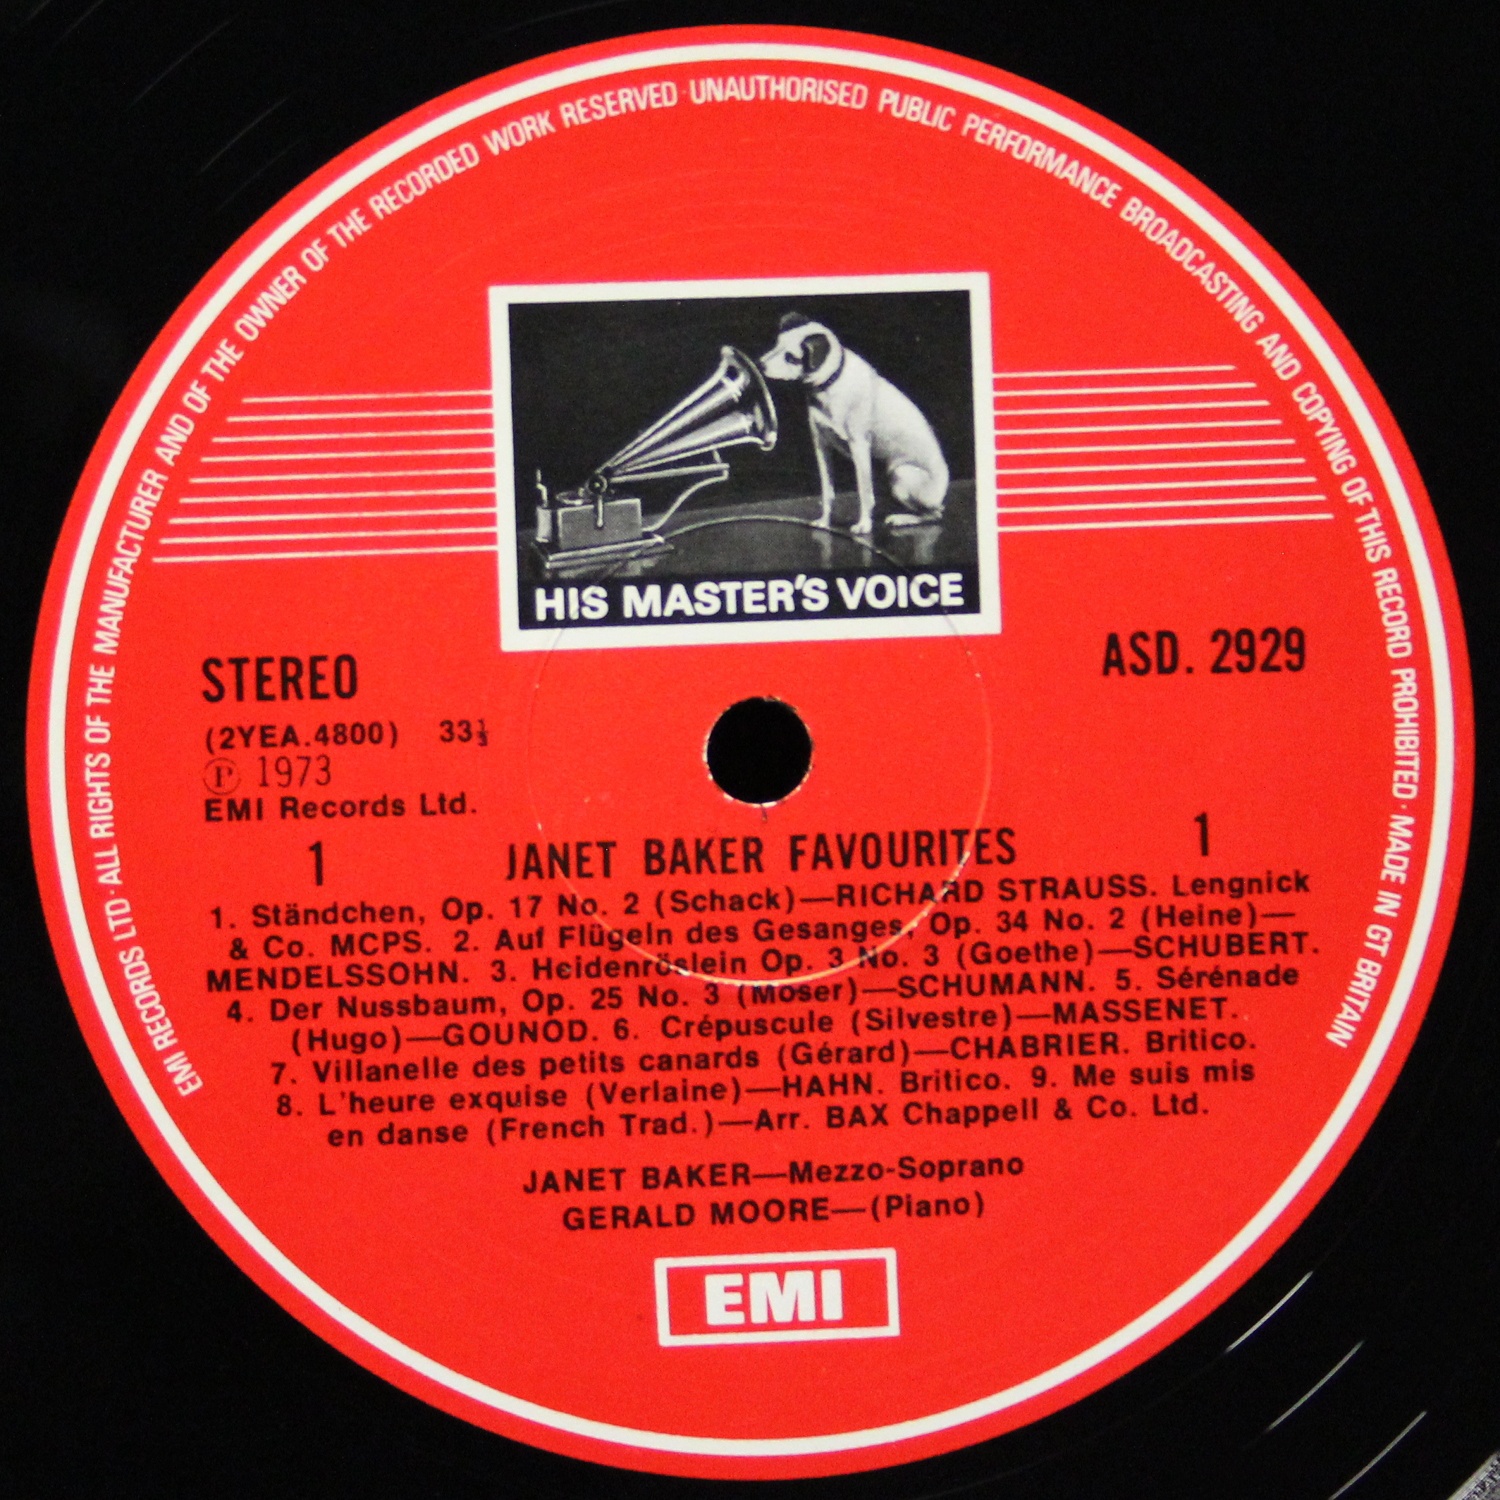 EMI RECORDS LTD · ALL RIGHTS OF THE MANUFACTURER AND OF THE OWNER OF THE RECORDED WORK RESERVED · UNAUTHORISED PUBLIC PERFORMANCE BROADCASTING AND COPYING OF THIS RECORD PROHIBITED · MADE IN GT BRITAIN
HIS MASTER'S VOICE
STEREO
ASD. 2929
(2YEA.4800) 33⅓
Ⓟ 1973
EMI Records Ltd.
1 JANET BAKER FAVOURITES 1
1. Ständchen, Op. 17 No. 2 (Schack)—RICHARD STRAUSS. Lengnick
& Co. MCPS. 2. Auf Flügeln des Gesanges, Op. 34 No. 2 (Heine)—
MENDELSSOHN. 3. Heidenröslein Op. 3 No. 3 (Goethe)—SCHUBERT.
4. Der Nussbaum, Op. 25 No. 3 (Moser)—SCHUMANN. 5. Sérénade
(Hugo)—GOUNOD. 6. Crépuscule (Silvestre)—MASSENET.
7. Villanelle des petits canards (Gérard)—CHABRIER. Britico.
8. L'heure exquise (Verlaine)—HAHN. Britico. 9. Me suis mis
en danse (French Trad.)—Arr. BAX Chappell & Co. Ltd.
JANET BAKER—Mezzo-Soprano
GERALD MOORE—(Piano)
EMI